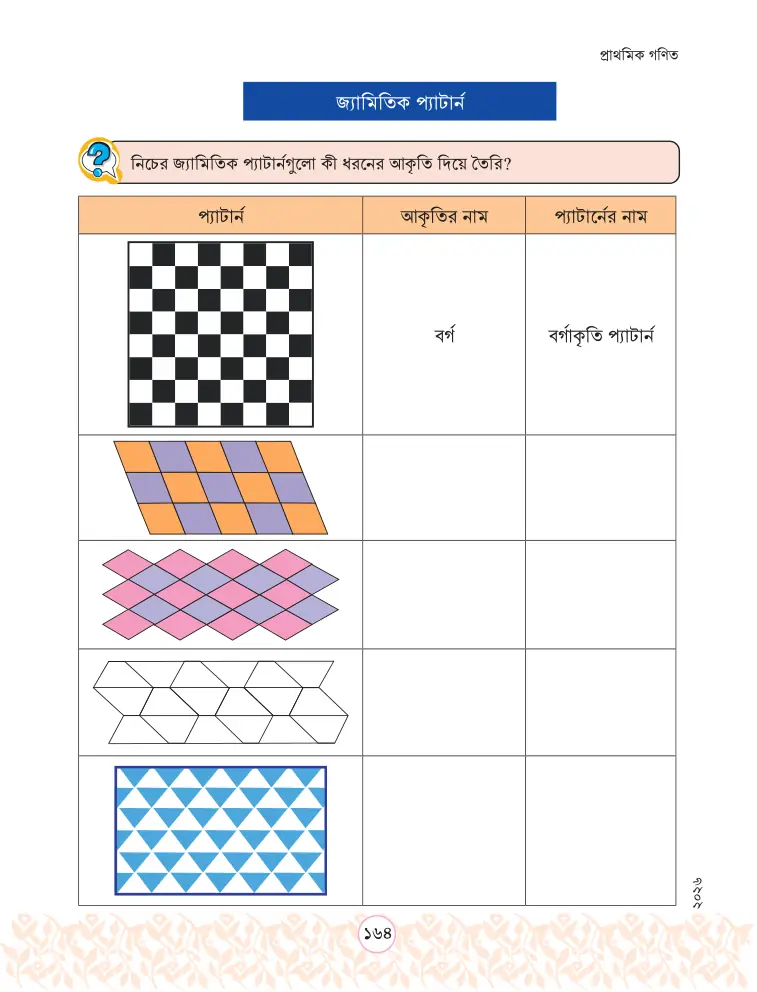 প্রাথমিক গণিত
জ্যামিতিক প্যাটার্ন
নিচের জ্যামিতিক প্যাটার্নগুলো কী ধরনের আকৃতি দিয়ে তৈরি?
প্যাটার্ন আকৃতির নাম প্যাটার্নের নাম
বর্গ বর্গাকৃতি প্যাটার্ন
২০২৬
১৬৪